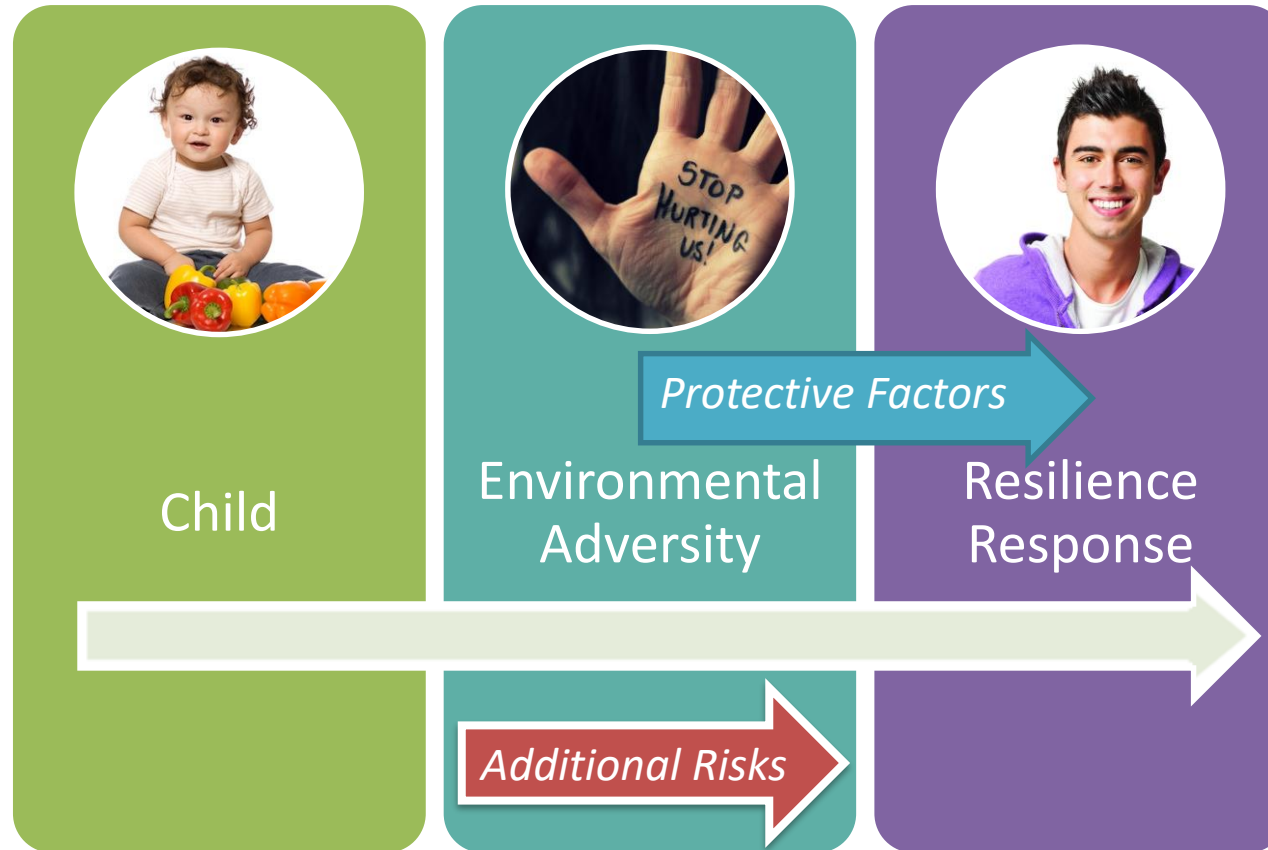 STOP
HURTING
US!
Protective Factors
Child
Environmental
Adversity
Resilience
Response
Additional Risks